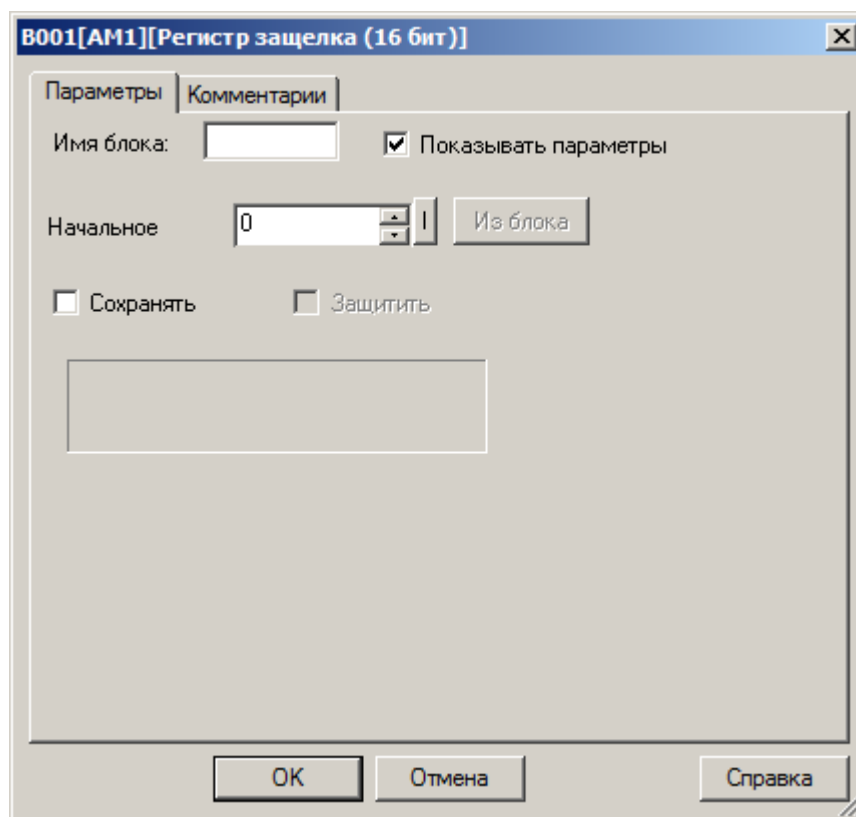 B001[AM1][Регистр защелка (16 бит)]
Параметры Комментарии
Имя блока: Показывать параметры
Начальное 0 I Из блока
Сохранять Защитить
OK Отмена Справка